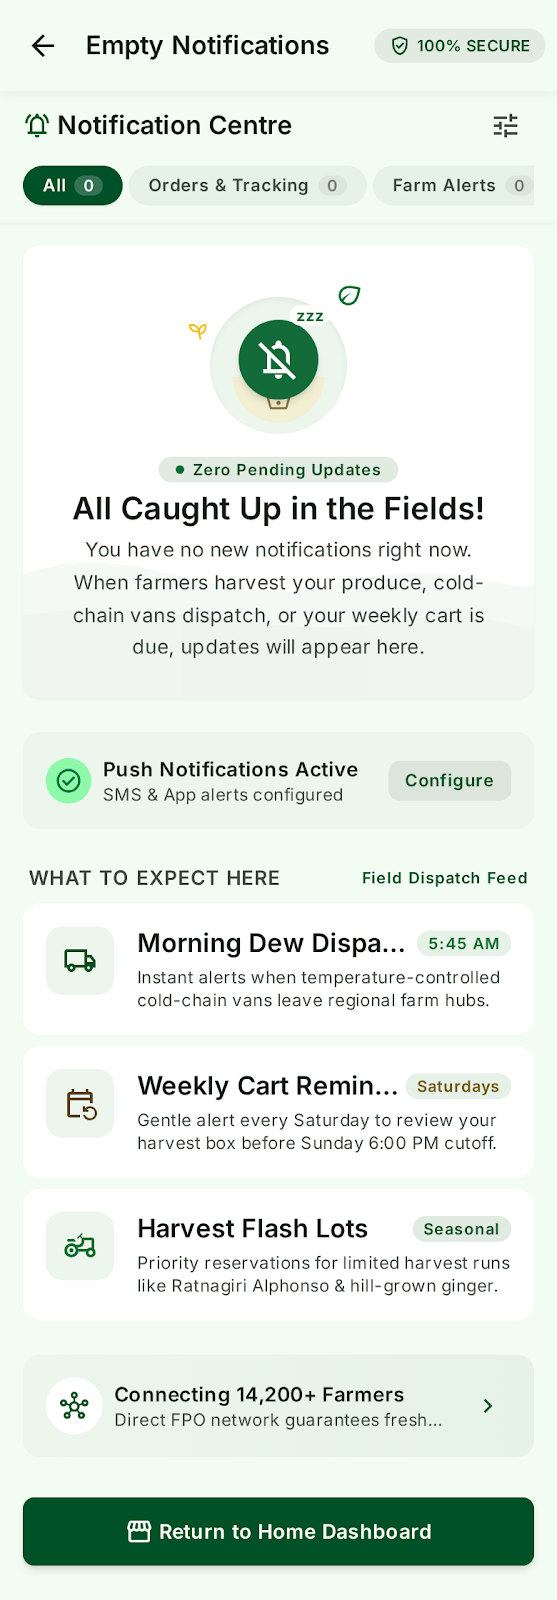 Empty Notifications
100% SECURE
Notification Centre
All 0
Orders & Tracking 0
Farm Alerts 0
zzz
Zero Pending Updates
All Caught Up in the Fields!
You have no new notifications right now.
When farmers harvest your produce, cold-
chain vans dispatch, or your weekly cart is
due, updates will appear here.
Push Notifications Active
SMS & App alerts configured
Configure
WHAT TO EXPECT HERE
Field Dispatch Feed
Morning Dew Dispa...
5:45 AM
Instant alerts when temperature-controlled
cold-chain vans leave regional farm hubs.
Weekly Cart Remin...
Saturdays
Gentle alert every Saturday to review your
harvest box before Sunday 6:00 PM cutoff.
Harvest Flash Lots
Seasonal
Priority reservations for limited harvest runs
like Ratnagiri Alphonso & hill-grown ginger.
Connecting 14,200+ Farmers
Direct FPO network guarantees fresh...
Return to Home Dashboard